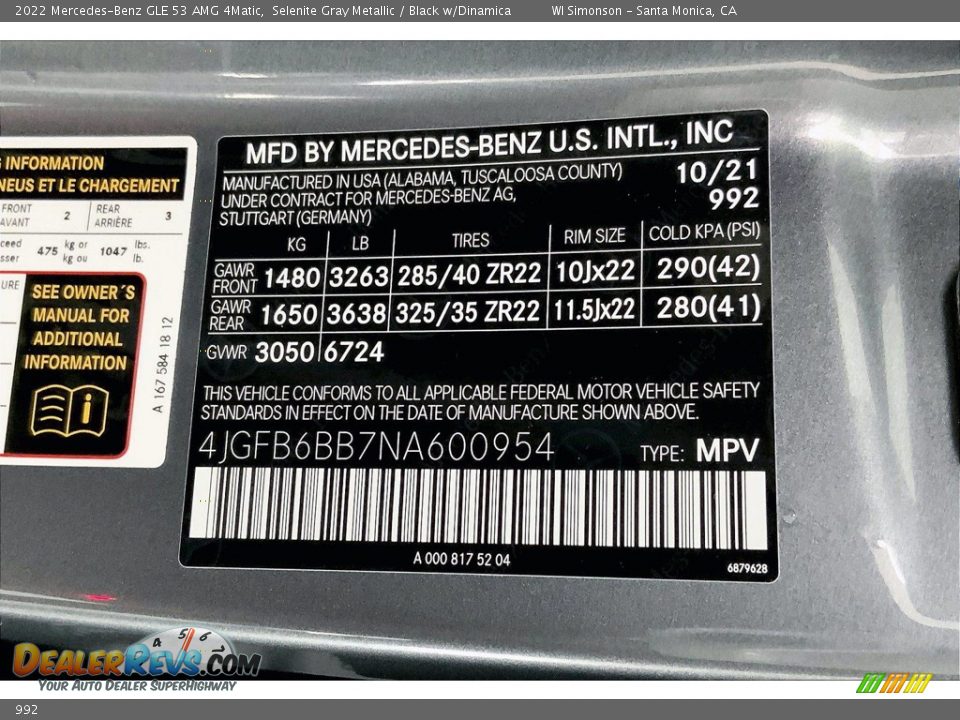 2022 Mercedes-Benz GLE 53 AMG 4Matic, Selenite Gray Metallic / Black w/Dinamica WI Simonson - Santa Monica, CA
INFORMATION
NEUS ET LE CHARGEMENT
FRONT 2 REAR 3
AVANT ARRIÈRE
475 kg or 1047 lbs.
kg ou lb.
SEE OWNER´S
MANUAL FOR
ADDITIONAL
INFORMATION
i
A 167 584 18 12
MFD BY MERCEDES-BENZ U.S. INTL., INC
MANUFACTURED IN USA (ALABAMA, TUSCALOOSA COUNTY) 10/21
UNDER CONTRACT FOR MERCEDES-BENZ AG, 992
STUTTGART (GERMANY)
KG LB TIRES RIM SIZE COLD KPA (PSI)
GAWR FRONT 1480 3263 285/40 ZR22 10Jx22 290(42)
GAWR REAR 1650 3638 325/35 ZR22 11.5Jx22 280(41)
GVWR 3050 6724
THIS VEHICLE CONFORMS TO ALL APPLICABLE FEDERAL MOTOR VEHICLE SAFETY
STANDARDS IN EFFECT ON THE DATE OF MANUFACTURE SHOWN ABOVE.
4JGFB6BB7NA600954 TYPE: MPV
A 000 817 52 04
6879628
4 5 6
DEALERREVS.COM
YOUR AUTO DEALER SUPERHIGHWAY
992